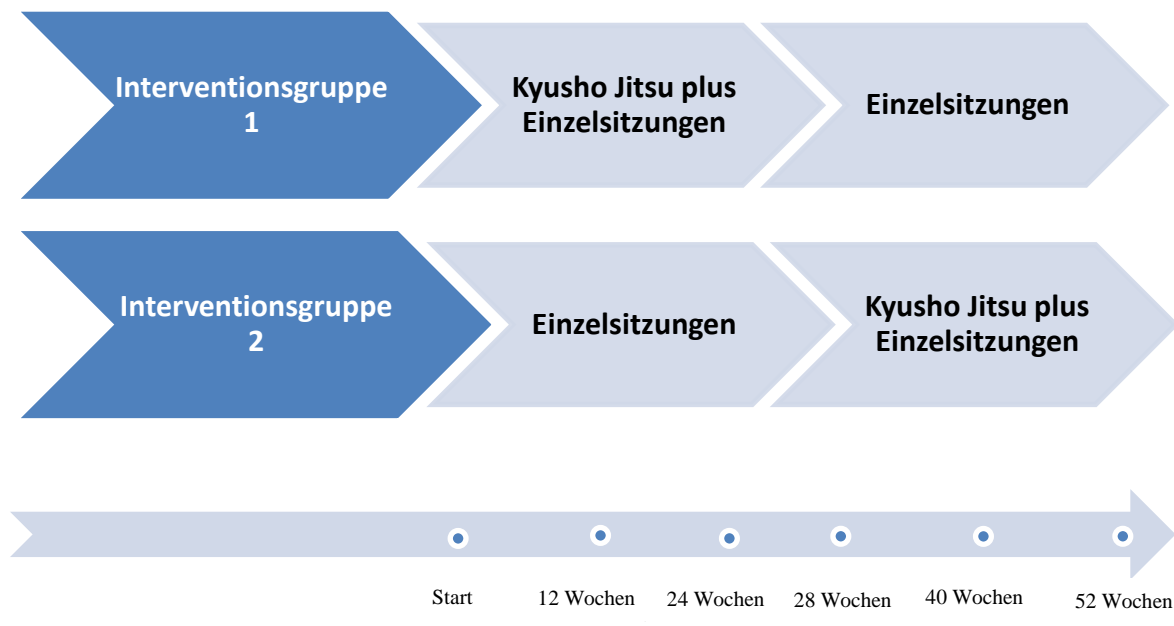 Interventionsgruppe
1
Kyusho Jitsu plus
Einzelsitzungen
Einzelsitzungen
Interventionsgruppe
2
Einzelsitzungen
Kyusho Jitsu plus
Einzelsitzungen
Start
12 Wochen
24 Wochen
28 Wochen
40 Wochen
52 Wochen